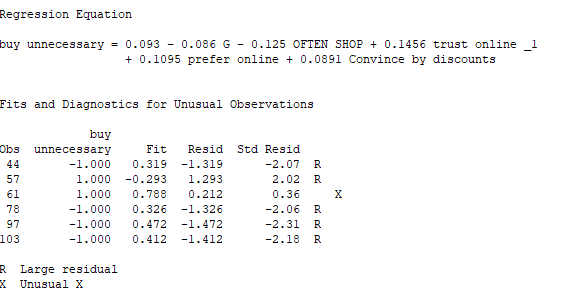 Regression Equation
buy unnecessary = 0.093 - 0.086 G - 0.125 OFTEN SHOP + 0.1456 trust online _1
+ 0.1095 prefer online + 0.0891 Convince by discounts
Fits and Diagnostics for Unusual Observations
buy
Obs unnecessary Fit Resid Std Resid
44 -1.000 0.319 -1.319 -2.07 R
57 1.000 -0.293 1.293 2.02 R
61 1.000 0.788 0.212 0.36 X
78 -1.000 0.326 -1.326 -2.06 R
97 -1.000 0.472 -1.472 -2.31 R
103 -1.000 0.412 -1.412 -2.18 R
R Large residual
X Unusual X